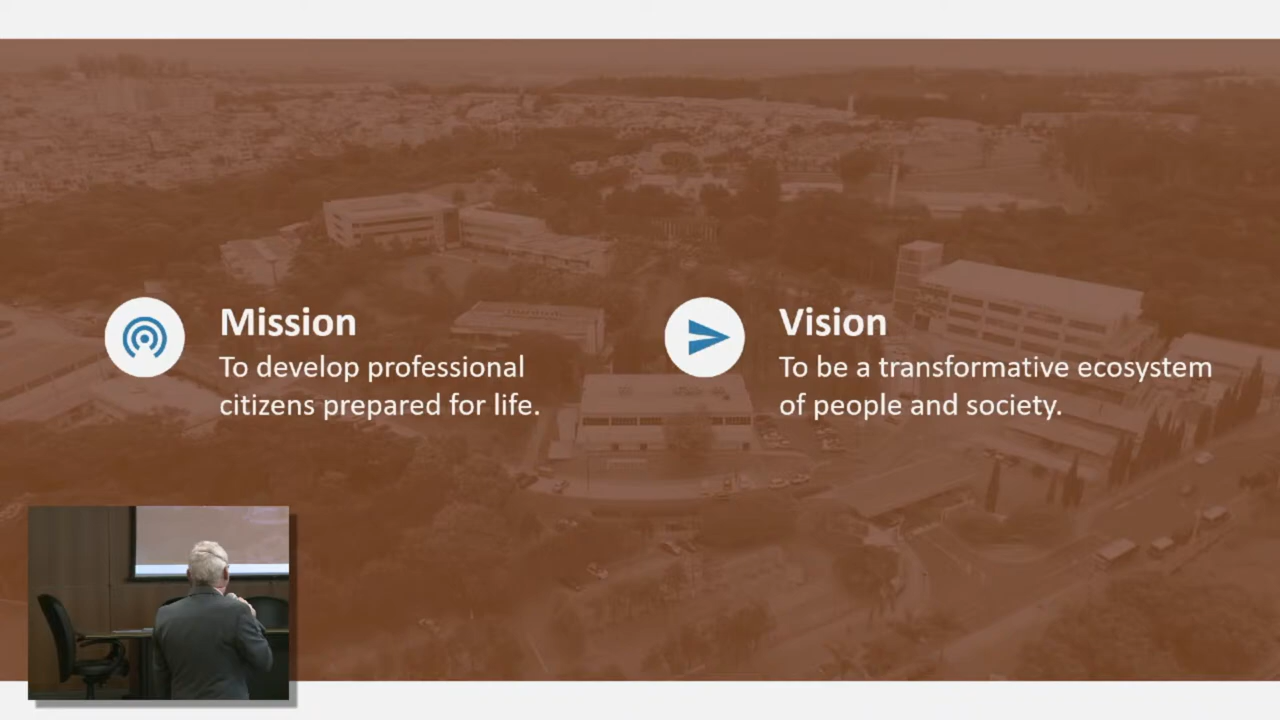 Mission
To develop professional
citizens prepared for life.
Vision
To be a transformative ecosystem
of people and society.